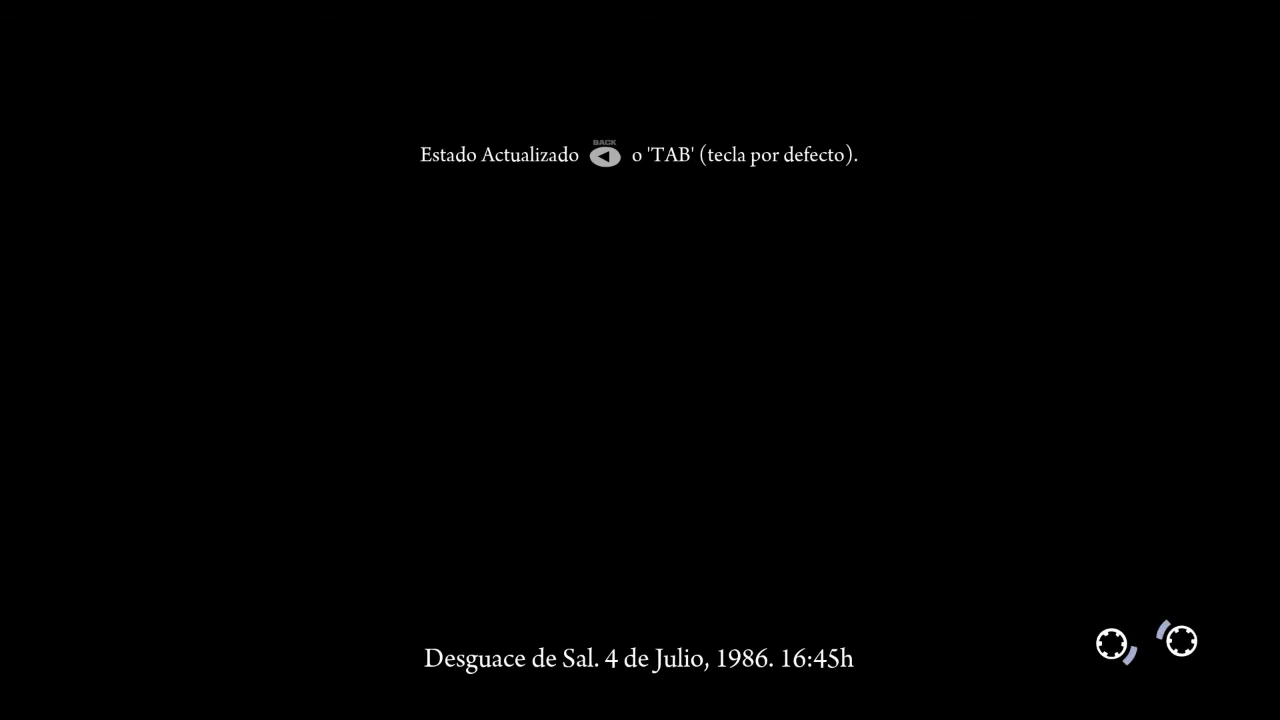 BACK
Estado Actualizado o 'TAB' (tecla por defecto).
Desguace de Sal. 4 de Julio, 1986. 16:45h